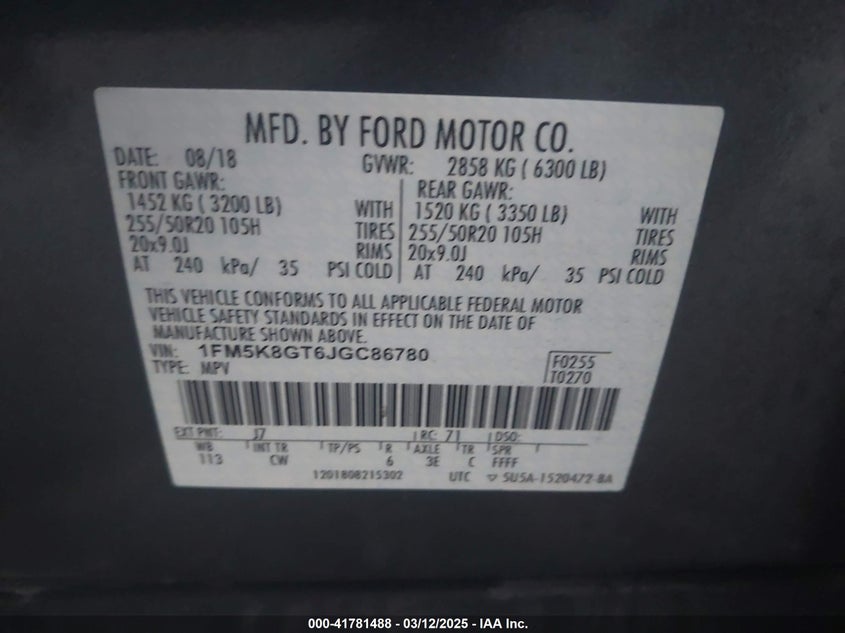 MFD. BY FORD MOTOR CO.
DATE: 08/18 GVWR: 2858 KG ( 6300 LB)
FRONT GAWR: REAR GAWR:
1452 KG ( 3200 LB) WITH 1520 KG ( 3350 LB) WITH
255/50R20 105H TIRES 255/50R20 105H TIRES
20x9.0J RIMS 20x9.0J RIMS
AT 240 kPa/ 35 PSI COLD AT 240 kPa/ 35 PSI COLD
THIS VEHICLE CONFORMS TO ALL APPLICABLE FEDERAL MOTOR
VEHICLE SAFETY STANDARDS IN EFFECT ON THE DATE OF
MANUFACTURE SHOWN ABOVE.
VIN: 1FM5K8GT6JGC86780 F0255
TYPE: MPV T0270
EXT PNT: J7 RC: 71 DSO:
WB INT TR TP/PS R AXLE TR SPR
113 CW 6 3E C FFFF
1201808215302 UTC ▽ 5U5A-1520472-BA
000-41781488 - 03/12/2025 - IAA Inc.